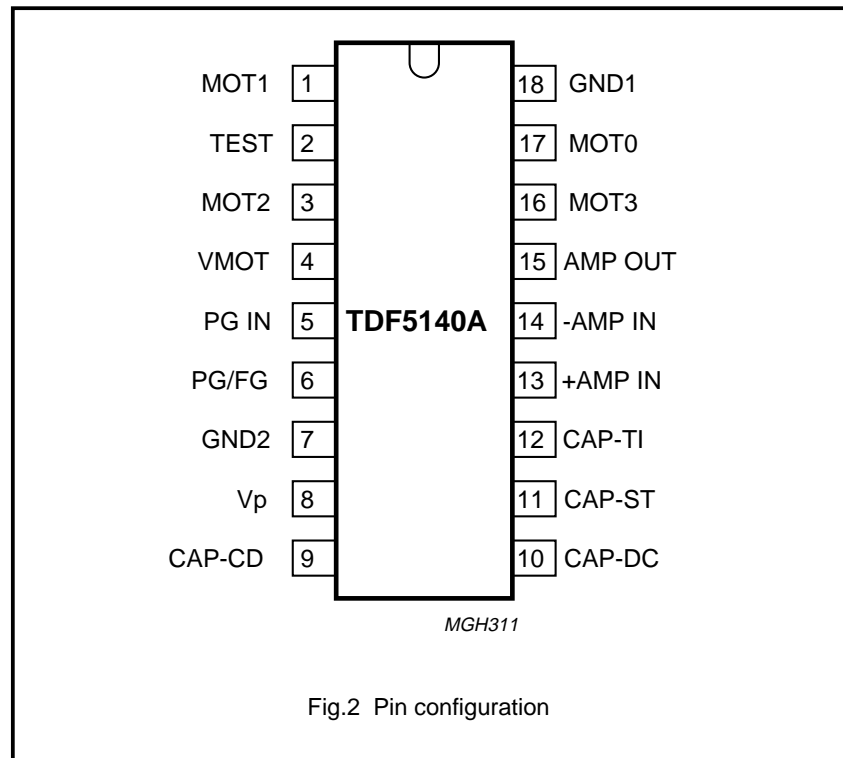 MOT1 1 18 GND1
TEST 2 17 MOT0
MOT2 3 16 MOT3
VMOT 4 15 AMP OUT
PG IN 5 TDF5140A 14 -AMP IN
PG/FG 6 13 +AMP IN
GND2 7 12 CAP-TI
Vp 8 11 CAP-ST
CAP-CD 9 10 CAP-DC
MGH311
Fig.2 Pin configuration